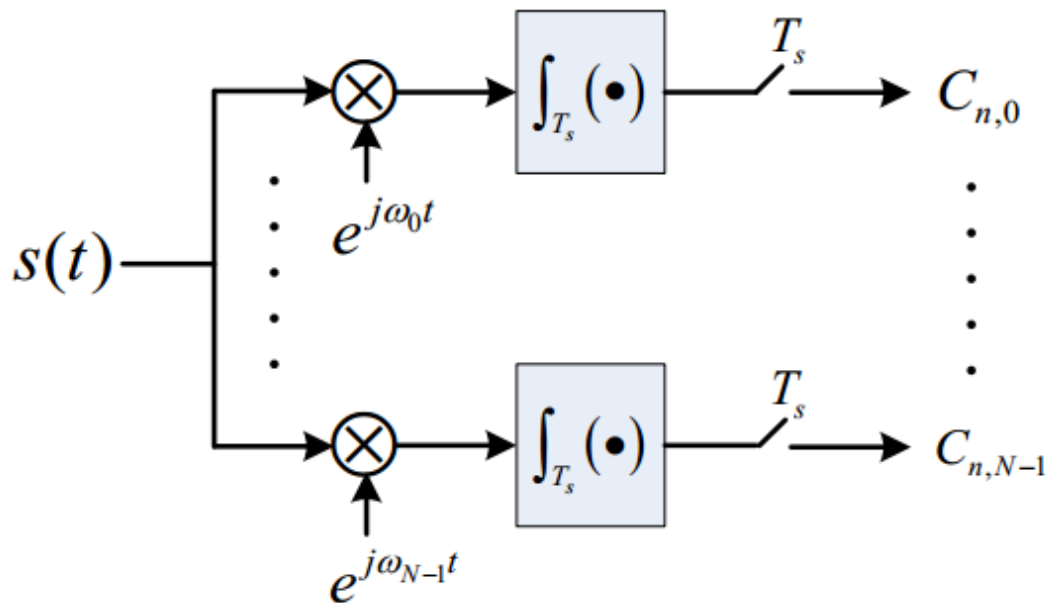 T_s
∫_{T_s}(•)
C_{n,0}
e^{jω_0 t}
s(t)
T_s
∫_{T_s}(•)
C_{n,N-1}
e^{jω_{N-1} t}